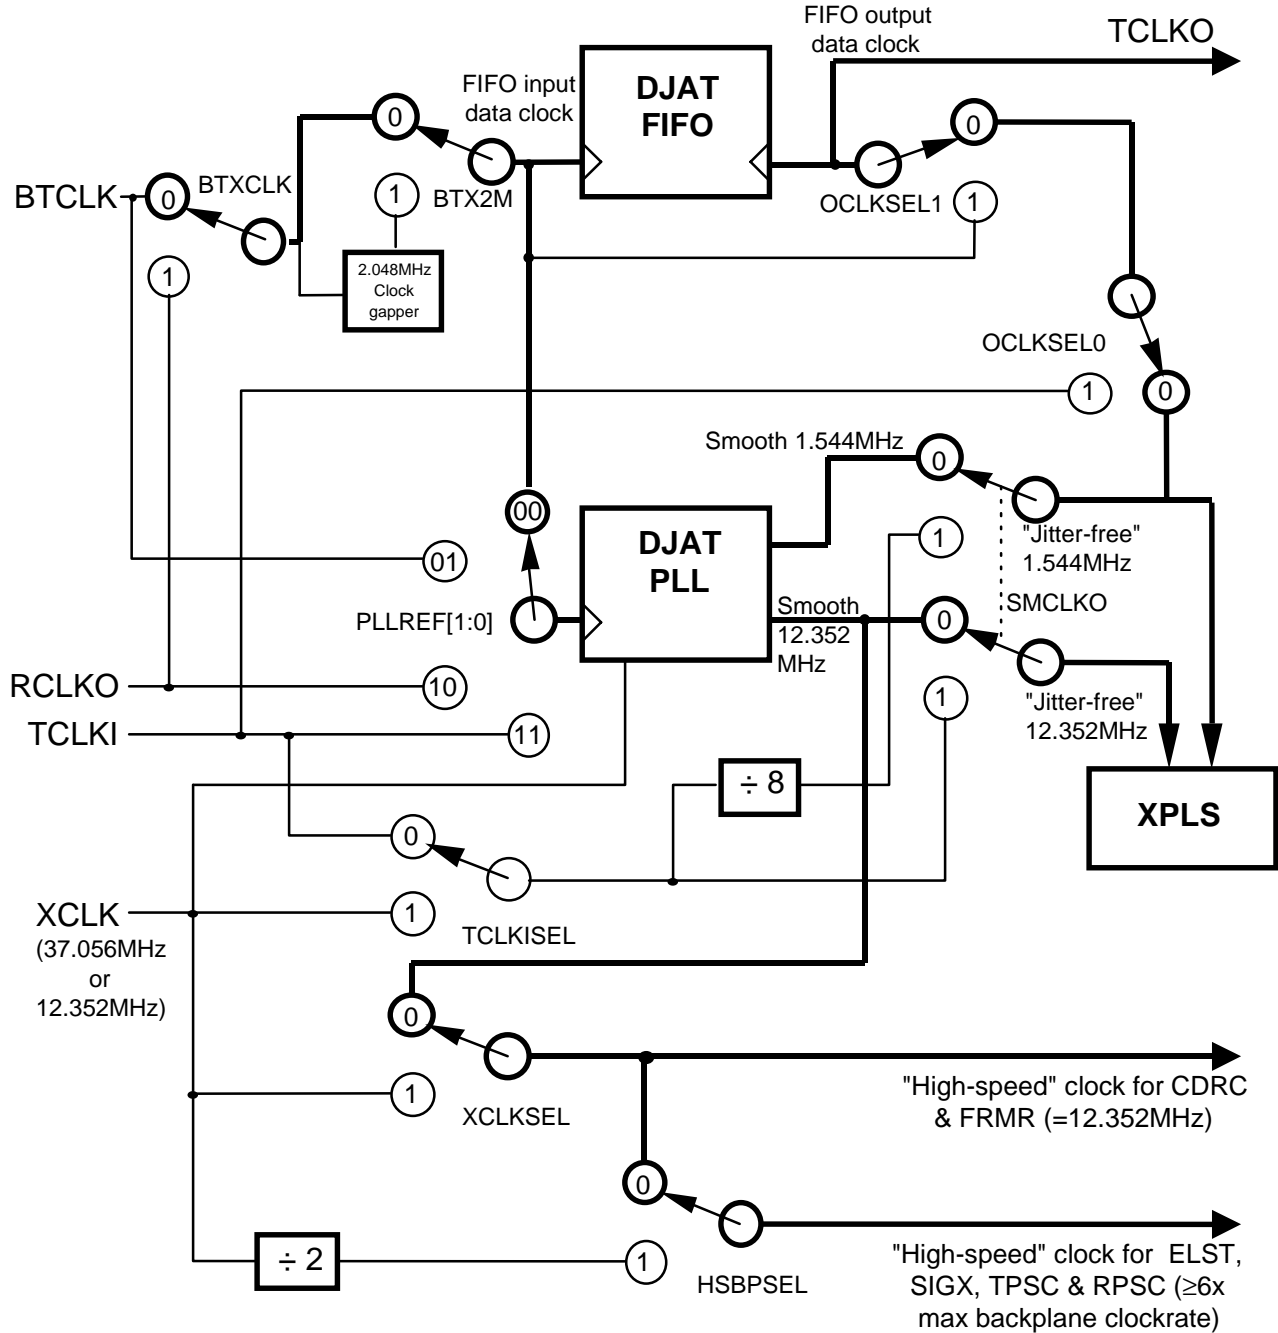 FIFO output
data clock
TCLKO
FIFO input
data clock
DJAT
FIFO
0
0
BTCLK
0
BTXCLK
1
BTX2M
OCLKSEL1
1
1
2.048MHz
Clock
gapper
OCLKSEL0
1
0
Smooth 1.544MHz
0
00
DJAT
PLL
1
"Jitter-free"
1.544MHz
01
PLLREF[1:0]
Smooth
12.352
MHz
0
SMCLKO
RCLKO
10
1
"Jitter-free"
12.352MHz
TCLKI
11
÷ 8
XPLS
0
XCLK
(37.056MHz
or
12.352MHz)
1
TCLKISEL
0
1
XCLKSEL
"High-speed" clock for CDRC
& FRMR (=12.352MHz)
0
÷ 2
1
HSBPSEL
"High-speed" clock for ELST,
SIGX, TPSC & RPSC (≥6x
max backplane clockrate)